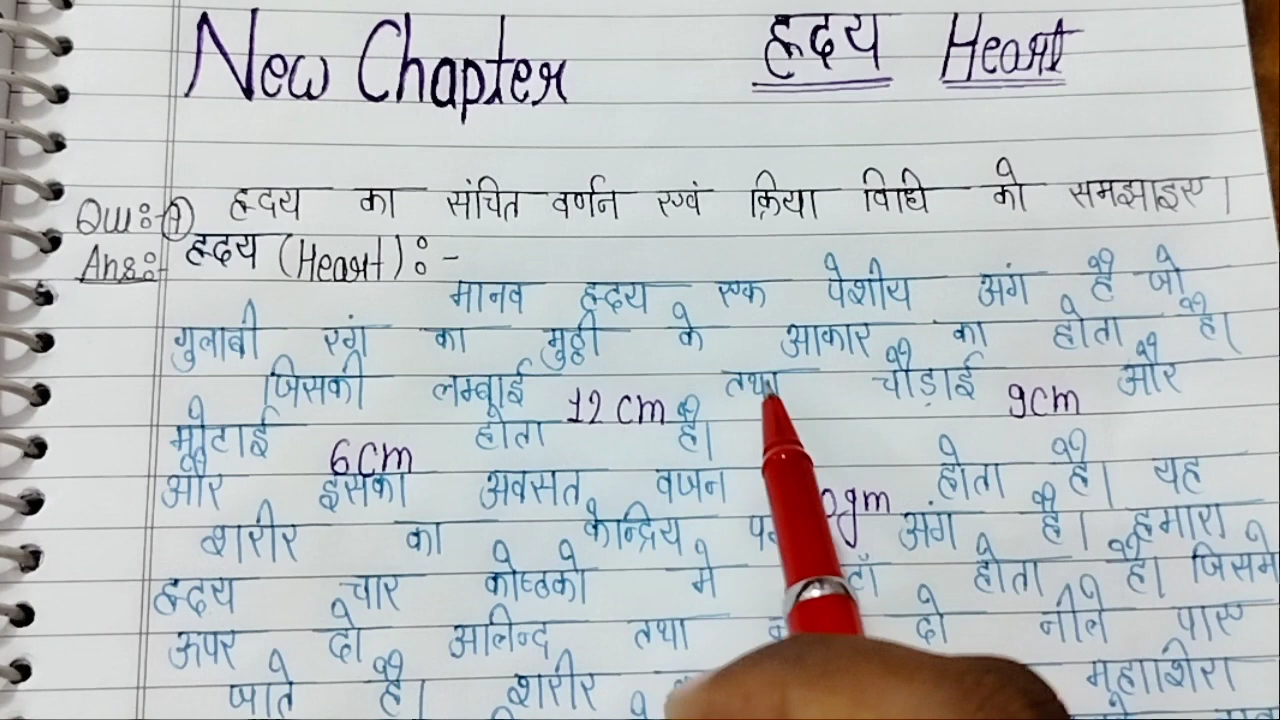 New Chapter हृदय Heart
Qu:-(1) हृदय का संचित वर्णन एवं क्रिया विधि को समझाइए।
Ans:- हृदय (Heart):-
मानव हृदय एक पेशीय अंग है जो
गुलाबी रंग का मुठ्ठी के आकार का होता है।
जिसकी लम्बाई 12 cm तथा चौड़ाई 9cm और
मोटाई 6cm होता है।
और इसका अवसत वजन होता है। यह
शरीर का केन्द्रिय अंग है। हमारा
हृदय चार कोष्ठको मे होता है। जिसमे
ऊपर दो अलिन्द तथा दो नीले पाए
जाते है। शरीर महाशिरा